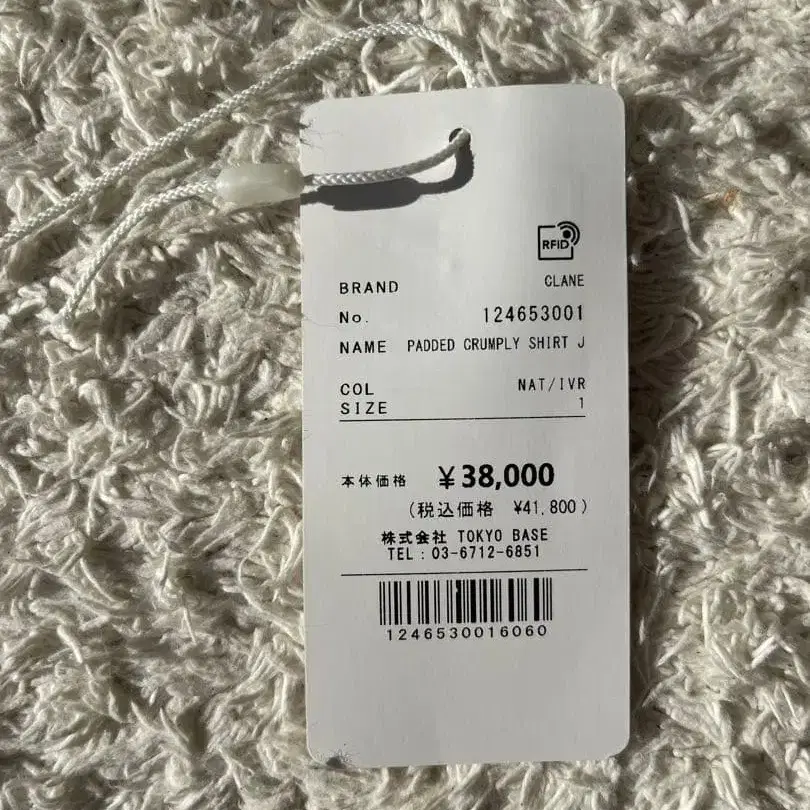 RFID
BRAND CLANE
No. 124653001
NAME PADDED CRUMPLY SHIRT J
COL NAT/IVR
SIZE 1
本体価格 ¥38,000
(税込価格 ¥41,800)
株式会社 TOKYO BASE
TEL:03-6712-6851
1246530016060